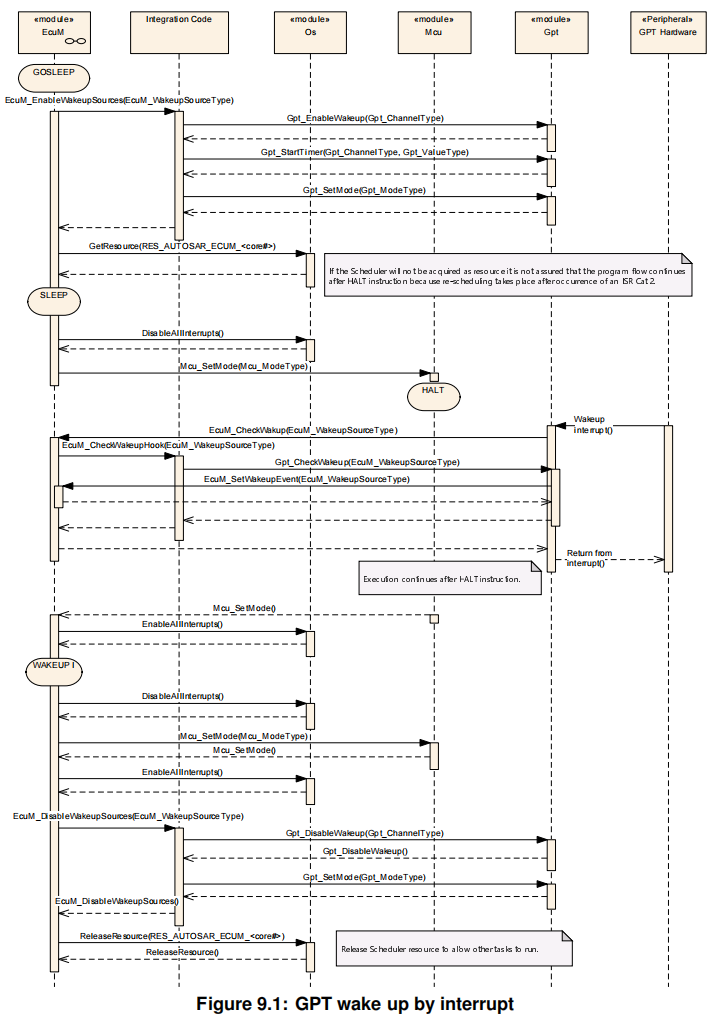 «module»
EcuM
Integration Code
«module»
Os
«module»
Mcu
«module»
Gpt
«Peripheral»
GPT Hardware
GOSLEEP
EcuM_EnableWakeupSources(EcuM_WakeupSourceType)
Gpt_EnableWakeup(Gpt_ChannelType)
Gpt_StartTimer(Gpt_ChannelType, Gpt_ValueType)
Gpt_SetMode(Gpt_ModeType)
GetResource(RES_AUTOSAR_ECUM_<core#>)
If the Scheduler will not be acquired as resource it is not assured that the program flow continues
after HALT instruction because re-scheduling takes place after occurrence of an ISR Cat 2.
SLEEP
DisableAllInterrupts()
Mcu_SetMode(Mcu_ModeType)
HALT
Wakeup
interrupt()
EcuM_CheckWakup(EcuM_WakeupSourceType)
EcuM_CheckWakeupHook(EcuM_WakeupSourceType)
Gpt_CheckWakeup(EcuM_WakeupSourceType)
EcuM_SetWakeupEvent(EcuM_WakeupSourceType)
Return from
interrupt()
Execution continues after HALT instruction.
Mcu_SetMode()
EnableAllInterrupts()
WAKEUP I
DisableAllInterrupts()
Mcu_SetMode(Mcu_ModeType)
Mcu_SetMode()
EnableAllInterrupts()
EcuM_DisableWakeupSources(EcuM_WakeupSourceType)
Gpt_DisableWakeup(Gpt_ChannelType)
Gpt_DisableWakeup()
Gpt_SetMode(Gpt_ModeType)
EcuM_DisableWakeupSources()
ReleaseResource(RES_AUTOSAR_ECUM_<core#>)
ReleaseResource()
Release Scheduler resource to allow other tasks to run.
Figure 9.1: GPT wake up by interrupt